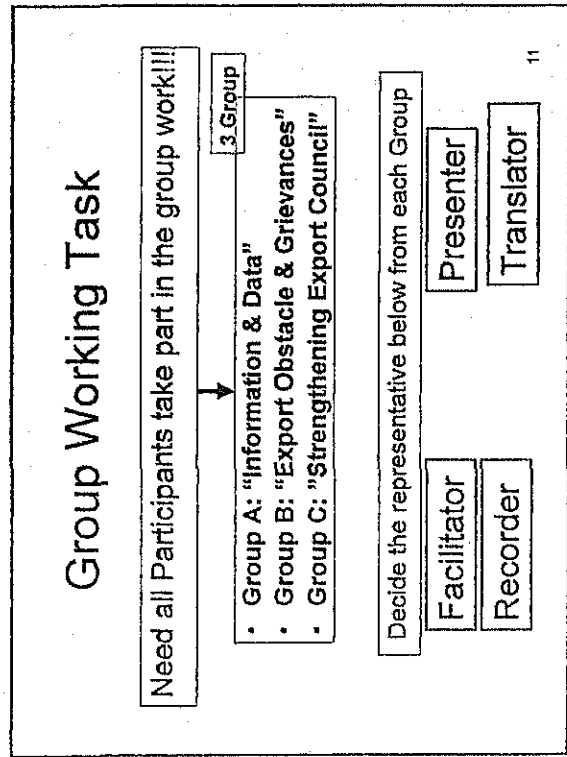 Group Working Task
Need all Participants take part in the group work!!!
3 Group
• Group A: “Information & Data”
• Group B: “Export Obstacle & Grievances”
• Group C: “Strengthening Export Council”
Decide the representative below from each Group
Facilitator
Presenter
Recorder
Translator
11